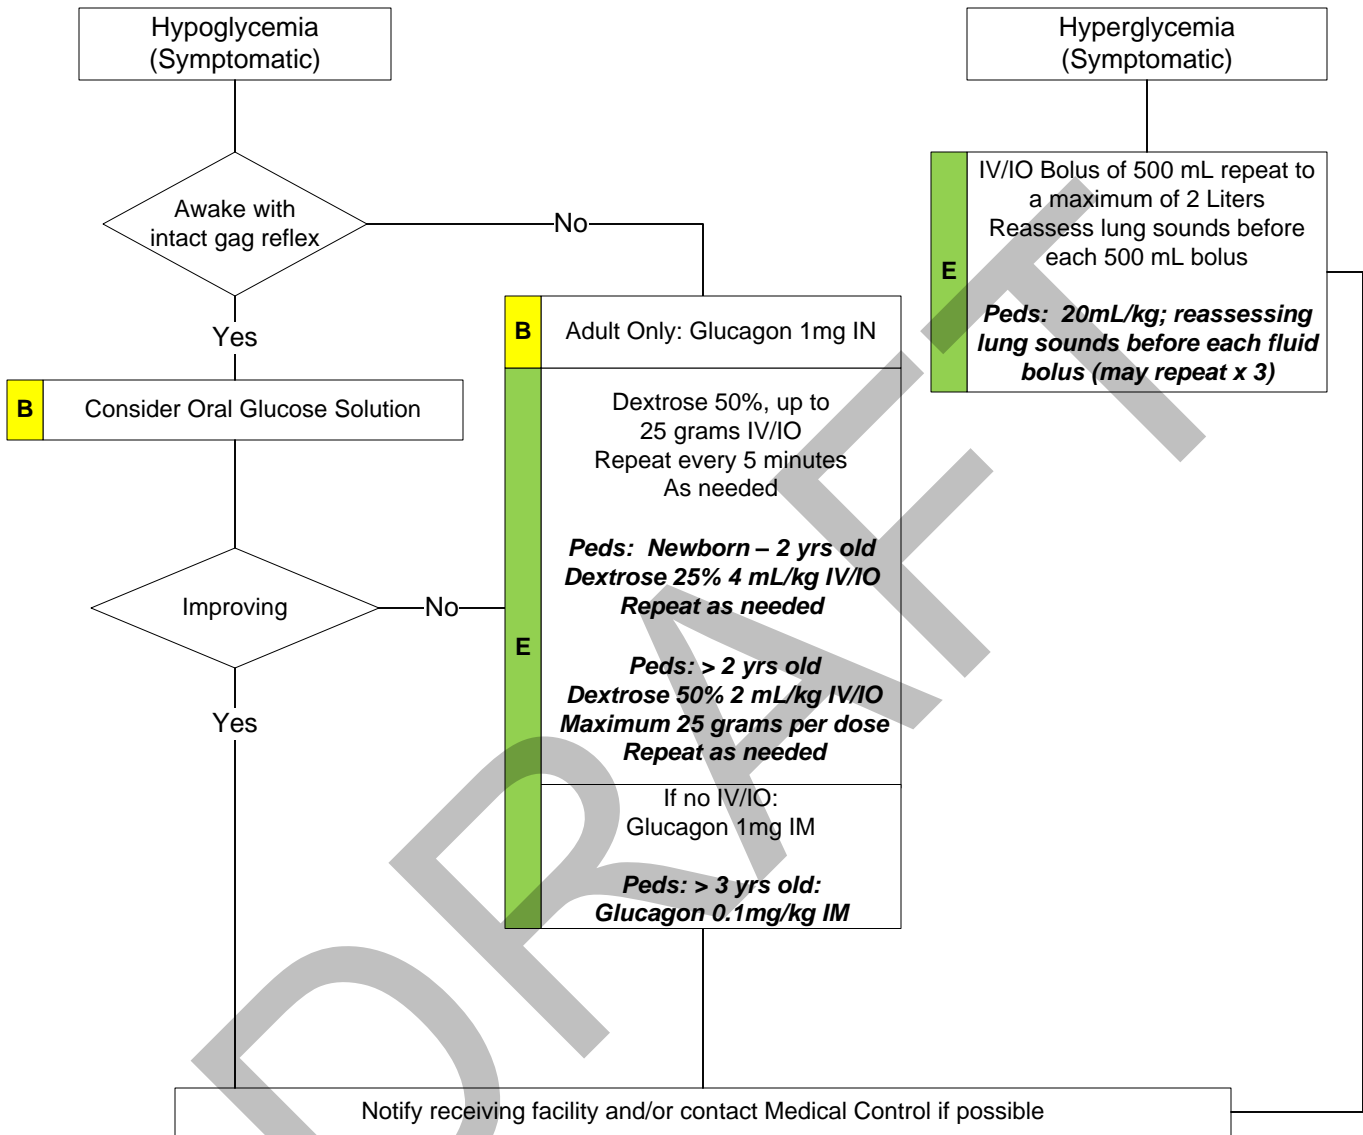 Hypoglycemia
(Symptomatic)
Hyperglycemia
(Symptomatic)
Awake with
intact gag reflex
No
Yes
B
Consider Oral Glucose Solution
Improving
No
Yes
B
Adult Only: Glucagon 1mg IN
E
Dextrose 50%, up to
25 grams IV/IO
Repeat every 5 minutes
As needed
Peds: Newborn – 2 yrs old
Dextrose 25% 4 mL/kg IV/IO
Repeat as needed
Peds: > 2 yrs old
Dextrose 50% 2 mL/kg IV/IO
Maximum 25 grams per dose
Repeat as needed
If no IV/IO:
Glucagon 1mg IM
Peds: > 3 yrs old:
Glucagon 0.1mg/kg IM
E
IV/IO Bolus of 500 mL repeat to
a maximum of 2 Liters
Reassess lung sounds before
each 500 mL bolus
Peds: 20mL/kg; reassessing
lung sounds before each fluid
bolus (may repeat x 3)
Notify receiving facility and/or contact Medical Control if possible
DRAFT